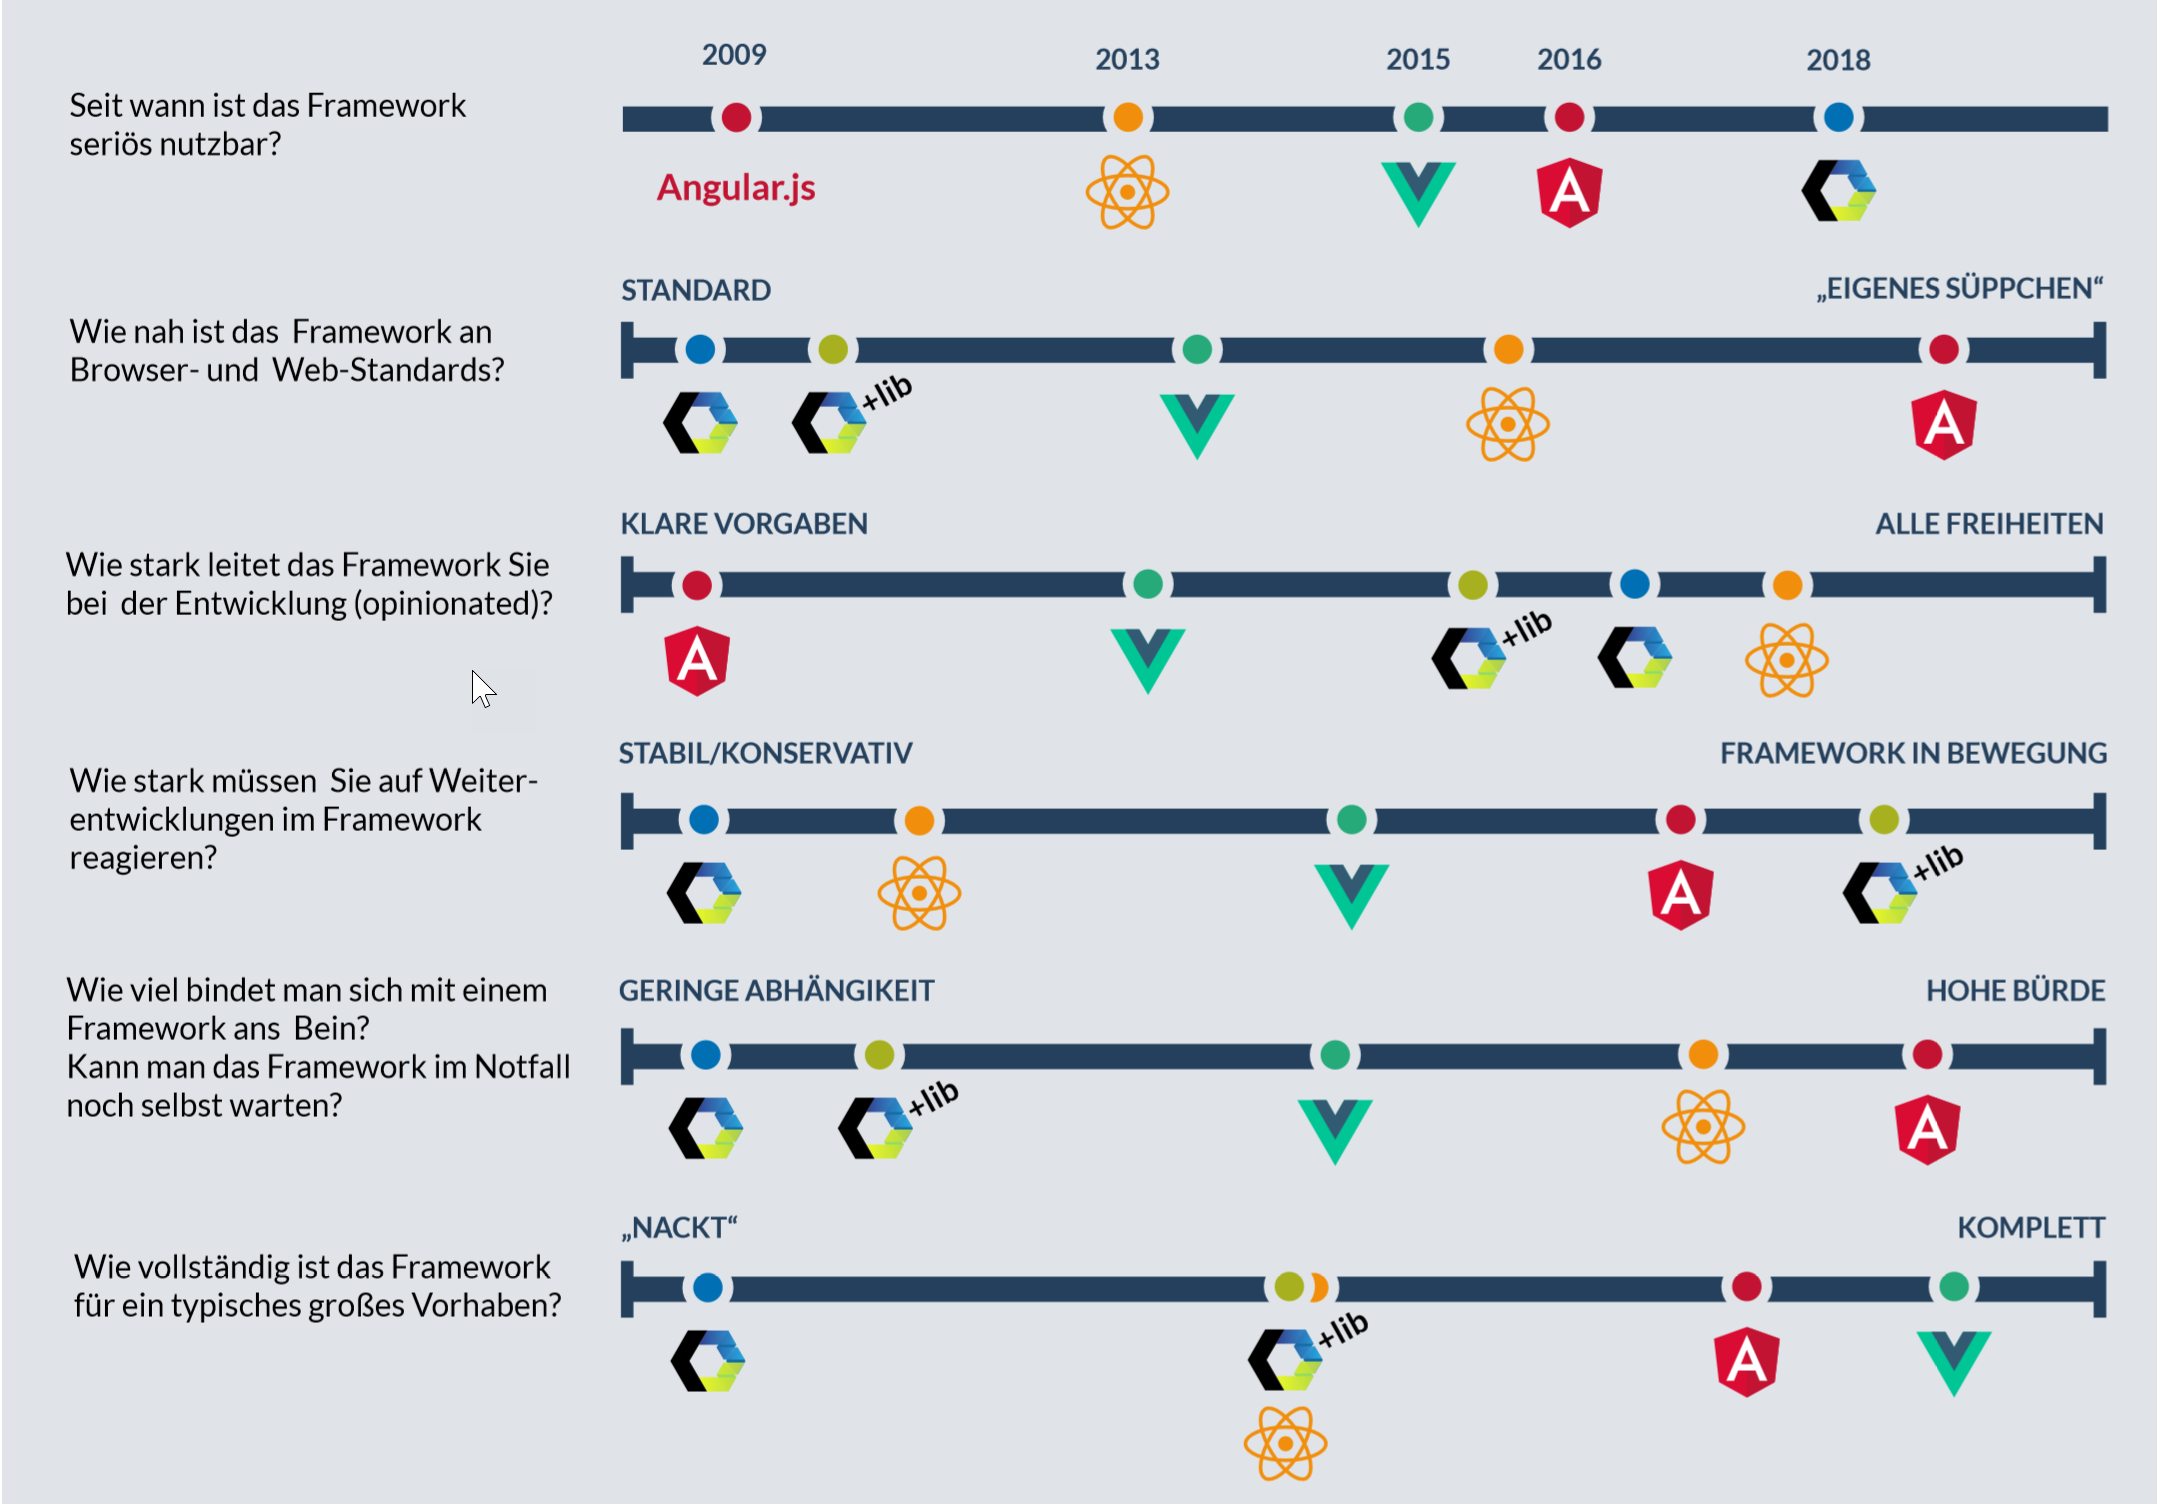 2009
2013
2015
2016
2018
Seit wann ist das Framework
seriös nutzbar?
Angular.js
A
STANDARD
„EIGENES SÜPPCHEN“
Wie nah ist das Framework an
Browser- und Web-Standards?
+lib
A
KLARE VORGABEN
ALLE FREIHEITEN
Wie stark leitet das Framework Sie
bei der Entwicklung (opinionated)?
A
+lib
STABIL/KONSERVATIV
FRAMEWORK IN BEWEGUNG
Wie stark müssen Sie auf Weiter-
entwicklungen im Framework
reagieren?
A
+lib
Wie viel bindet man sich mit einem
Framework ans Bein?
Kann man das Framework im Notfall
noch selbst warten?
GERINGE ABHÄNGIKEIT
HOHE BÜRDE
+lib
A
„NACKT“
KOMPLETT
Wie vollständig ist das Framework
für ein typisches großes Vorhaben?
+lib
A